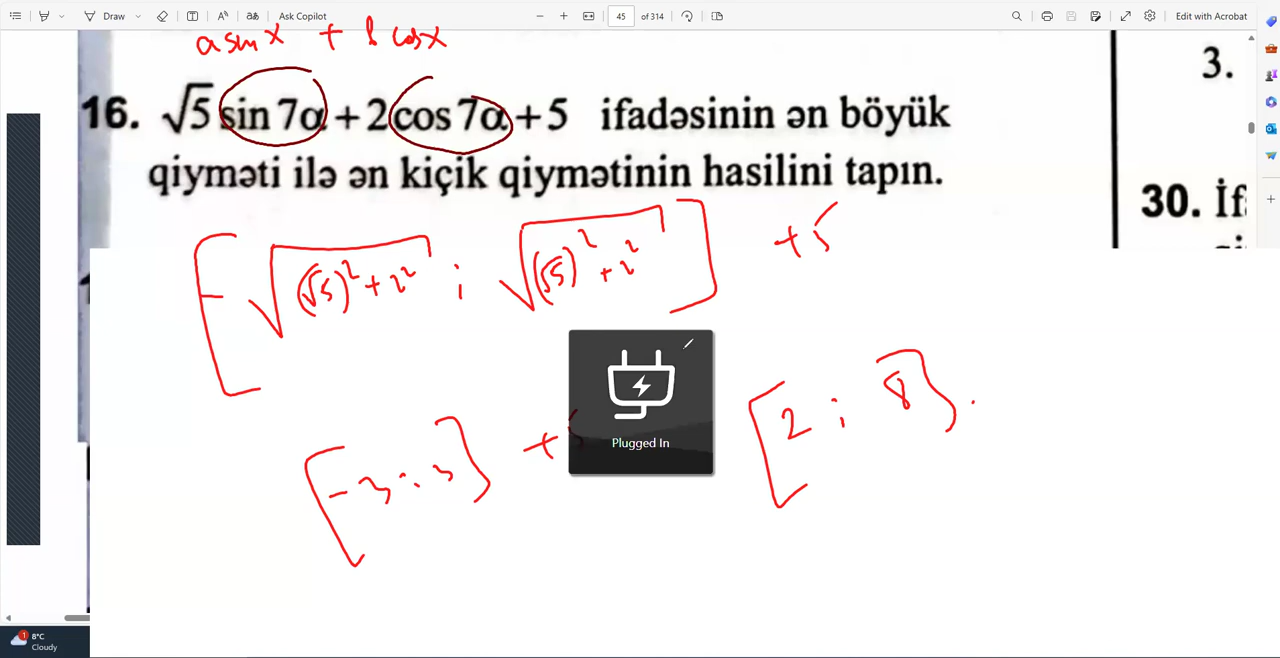 Draw
Ask Copilot
45 of 314
Edit with Acrobat
a sin x + b cos x
16. √5 sin 7α + 2 cos 7α + 5 ifadəsinin ən böyük
qiyməti ilə ən kiçik qiymətinin hasilini tapın.
3.
30. İf
[-√((√5)² + 2²) ; √((√5)² + 2²)] + 5
[-3 ; 3] +
[2 ; 8].
Plugged In
1
8°C
Cloudy